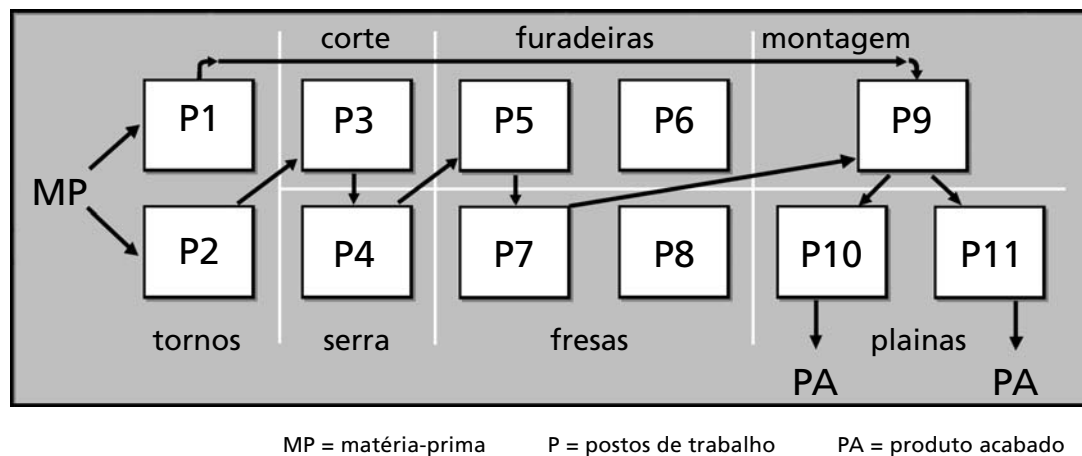 corte furadeiras montagem
P1 P3 P5 P6 P9
MP
P2 P4 P7 P8 P10 P11
tornos serra fresas plainas
PA PA
MP = matéria-prima P = postos de trabalho PA = produto acabado